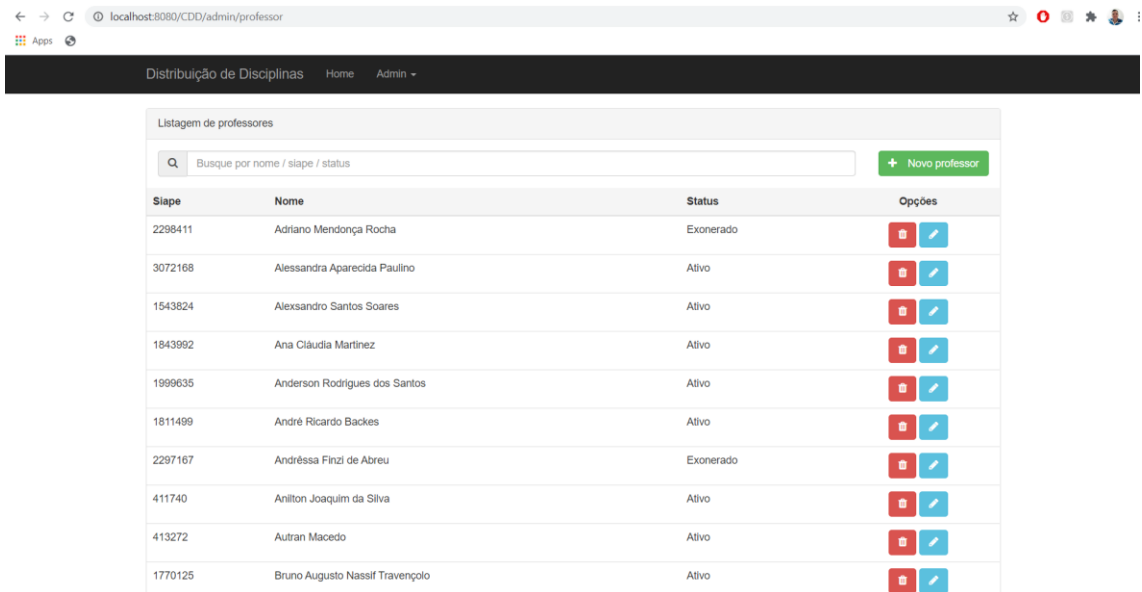 localhost:8080/CDD/admin/professor
Apps
Distribuição de Disciplinas Home Admin
Listagem de professores
Busque por nome / siape / status Novo professor
Siape Nome Status Opções
2298411 Adriano Mendonça Rocha Exonerado
3072168 Alessandra Aparecida Paulino Ativo
1543824 Alexsandro Santos Soares Ativo
1843992 Ana Cláudia Martinez Ativo
1999635 Anderson Rodrigues dos Santos Ativo
1811499 André Ricardo Backes Ativo
2297167 Andrêssa Finzi de Abreu Exonerado
411740 Anilton Joaquim da Silva Ativo
413272 Autran Macedo Ativo
1770125 Bruno Augusto Nassif Travençolo Ativo